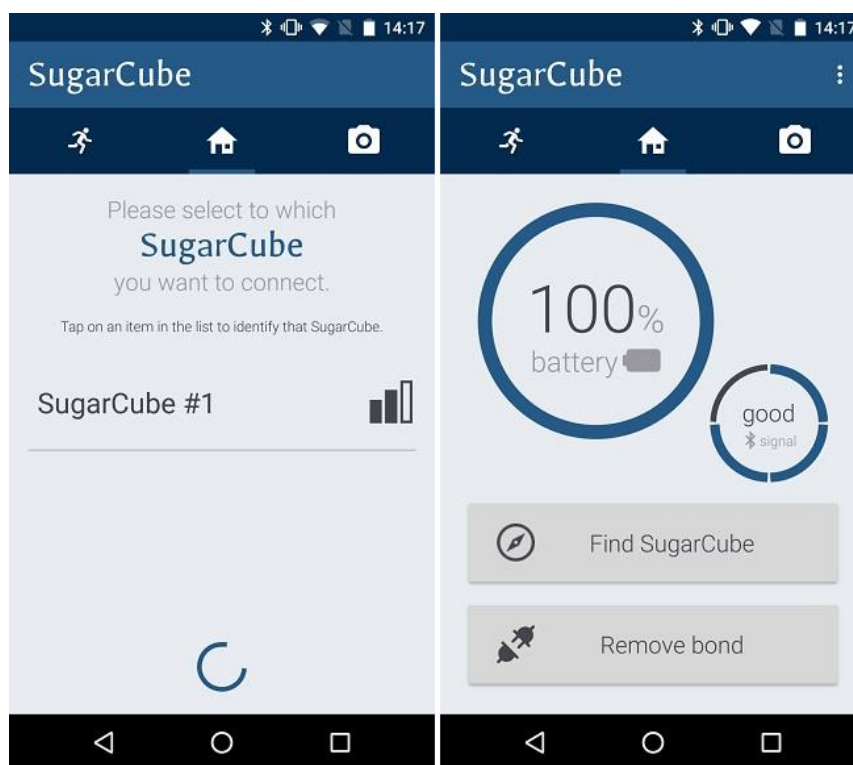 14:17
SugarCube
Please select to which
SugarCube
you want to connect.
Tap on an item in the list to identify that SugarCube.
SugarCube #1
14:17
SugarCube
100%
battery
good
signal
Find SugarCube
Remove bond